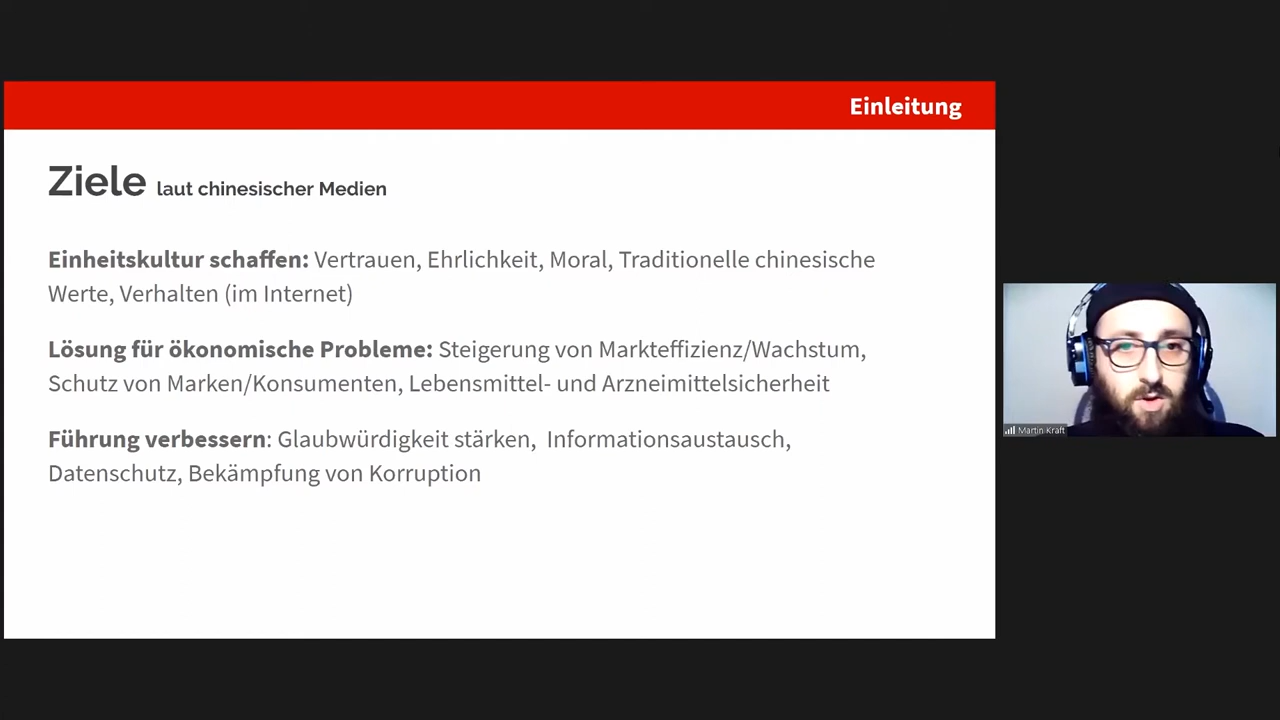 Einleitung
Ziele laut chinesischer Medien
Einheitskultur schaffen: Vertrauen, Ehrlichkeit, Moral, Traditionelle chinesische
Werte, Verhalten (im Internet)
Lösung für ökonomische Probleme: Steigerung von Markteffizienz/Wachstum,
Schutz von Marken/Konsumenten, Lebensmittel- und Arzneimittelsicherheit
Führung verbessern: Glaubwürdigkeit stärken, Informationsaustausch,
Datenschutz, Bekämpfung von Korruption
Martin Kraft